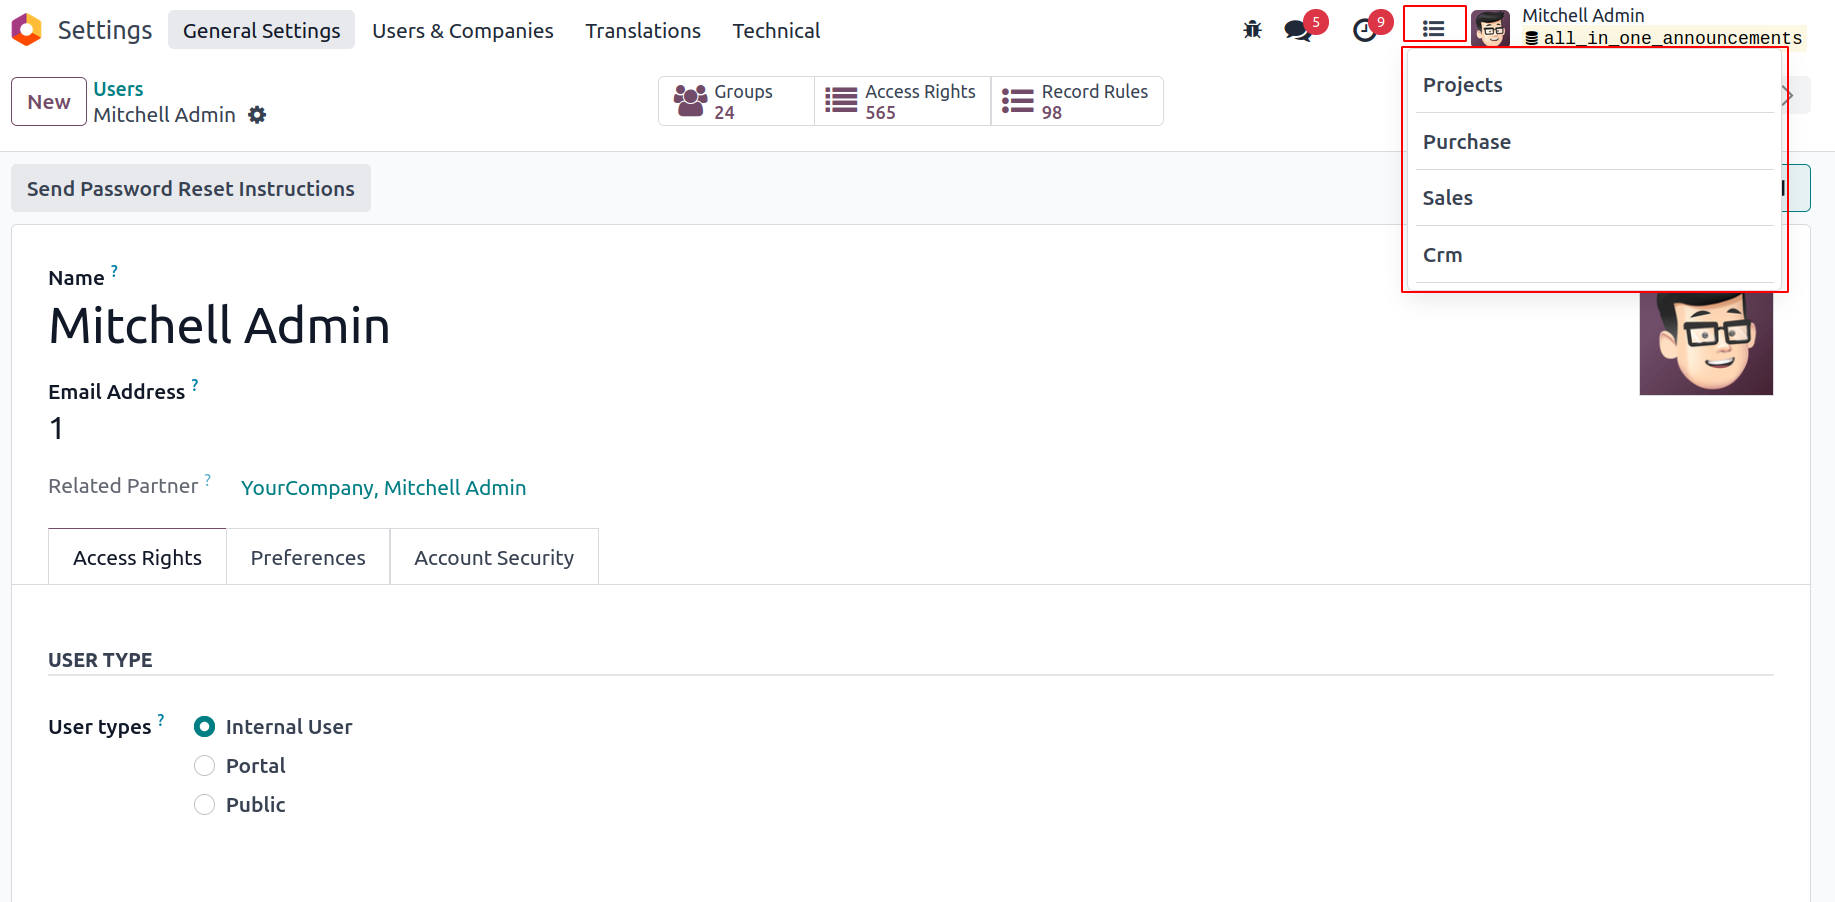 Settings General Settings Users & Companies Translations Technical 5 9 Mitchell Admin
all_in_one_announcements
New Users
Mitchell Admin
Groups 24
Access Rights 565
Record Rules 98
Projects
Purchase
Sales
Crm
Send Password Reset Instructions
Name ?
Mitchell Admin
Email Address ?
1
Related Partner ? YourCompany, Mitchell Admin
Access Rights Preferences Account Security
USER TYPE
User types ? Internal User
Portal
Public